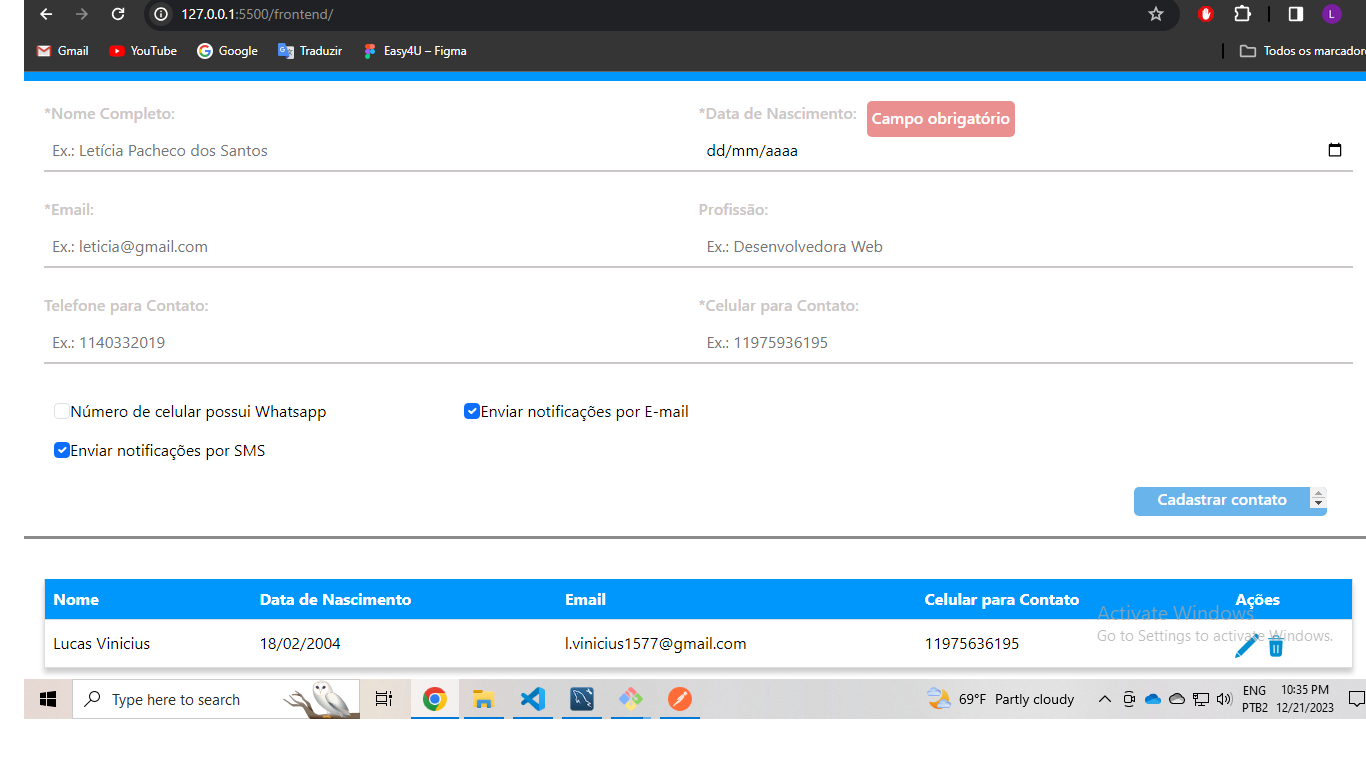 127.0.0.1:5500/frontend/
L
Gmail YouTube Google Traduzir Easy4U – Figma Todos os marcador
*Nome Completo: *Data de Nascimento: Campo obrigatório
Ex.: Letícia Pacheco dos Santos dd/mm/aaaa
*Email: Profissão:
Ex.: leticia@gmail.com Ex.: Desenvolvedora Web
Telefone para Contato: *Celular para Contato:
Ex.: 1140332019 Ex.: 11975936195
Número de celular possui Whatsapp Enviar notificações por E-mail
Enviar notificações por SMS
Cadastrar contato
Nome Data de Nascimento Email Celular para Contato Ações
Activate Windows
Lucas Vinicius 18/02/2004 l.vinicius1577@gmail.com 11975636195
Go to Settings to activate Windows.
Type here to search 69°F Partly cloudy ENG 10:35 PM
PTB2 12/21/2023